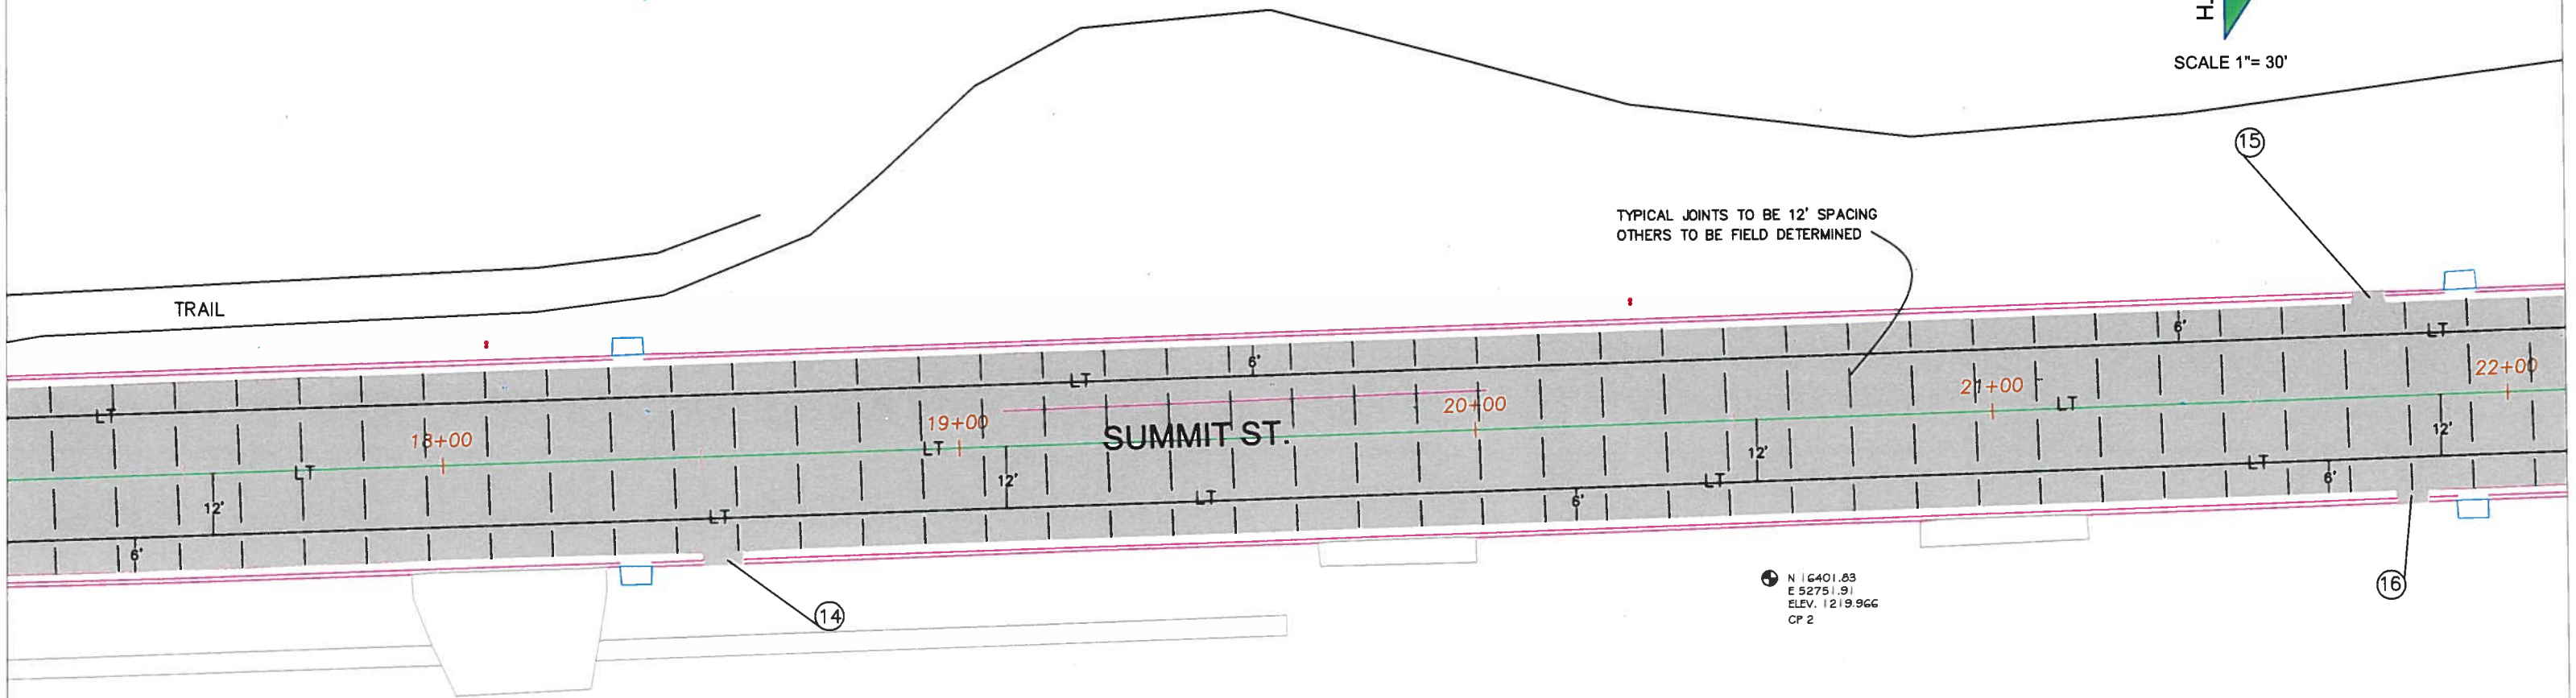 H
SCALE 1"= 30'
15
TYPICAL JOINTS TO BE 12' SPACING
OTHERS TO BE FIELD DETERMINED
TRAIL
6'
LT
6'
LT
LT
22+00
21+00
LT
20+00
19+00
LT
SUMMIT ST.
18+00
LT
12'
12'
12'
12'
LT
6'
LT
6'
LT
LT
6'
14
16
N 16401.83
E 52751.91
ELEV. 1219.966
CP 2